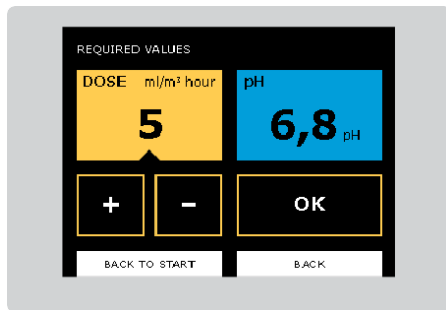 REQUIRED VALUES
DOSE ml/m³ hour
pH
5
6,8 pH
+ − OK
BACK TO START BACK